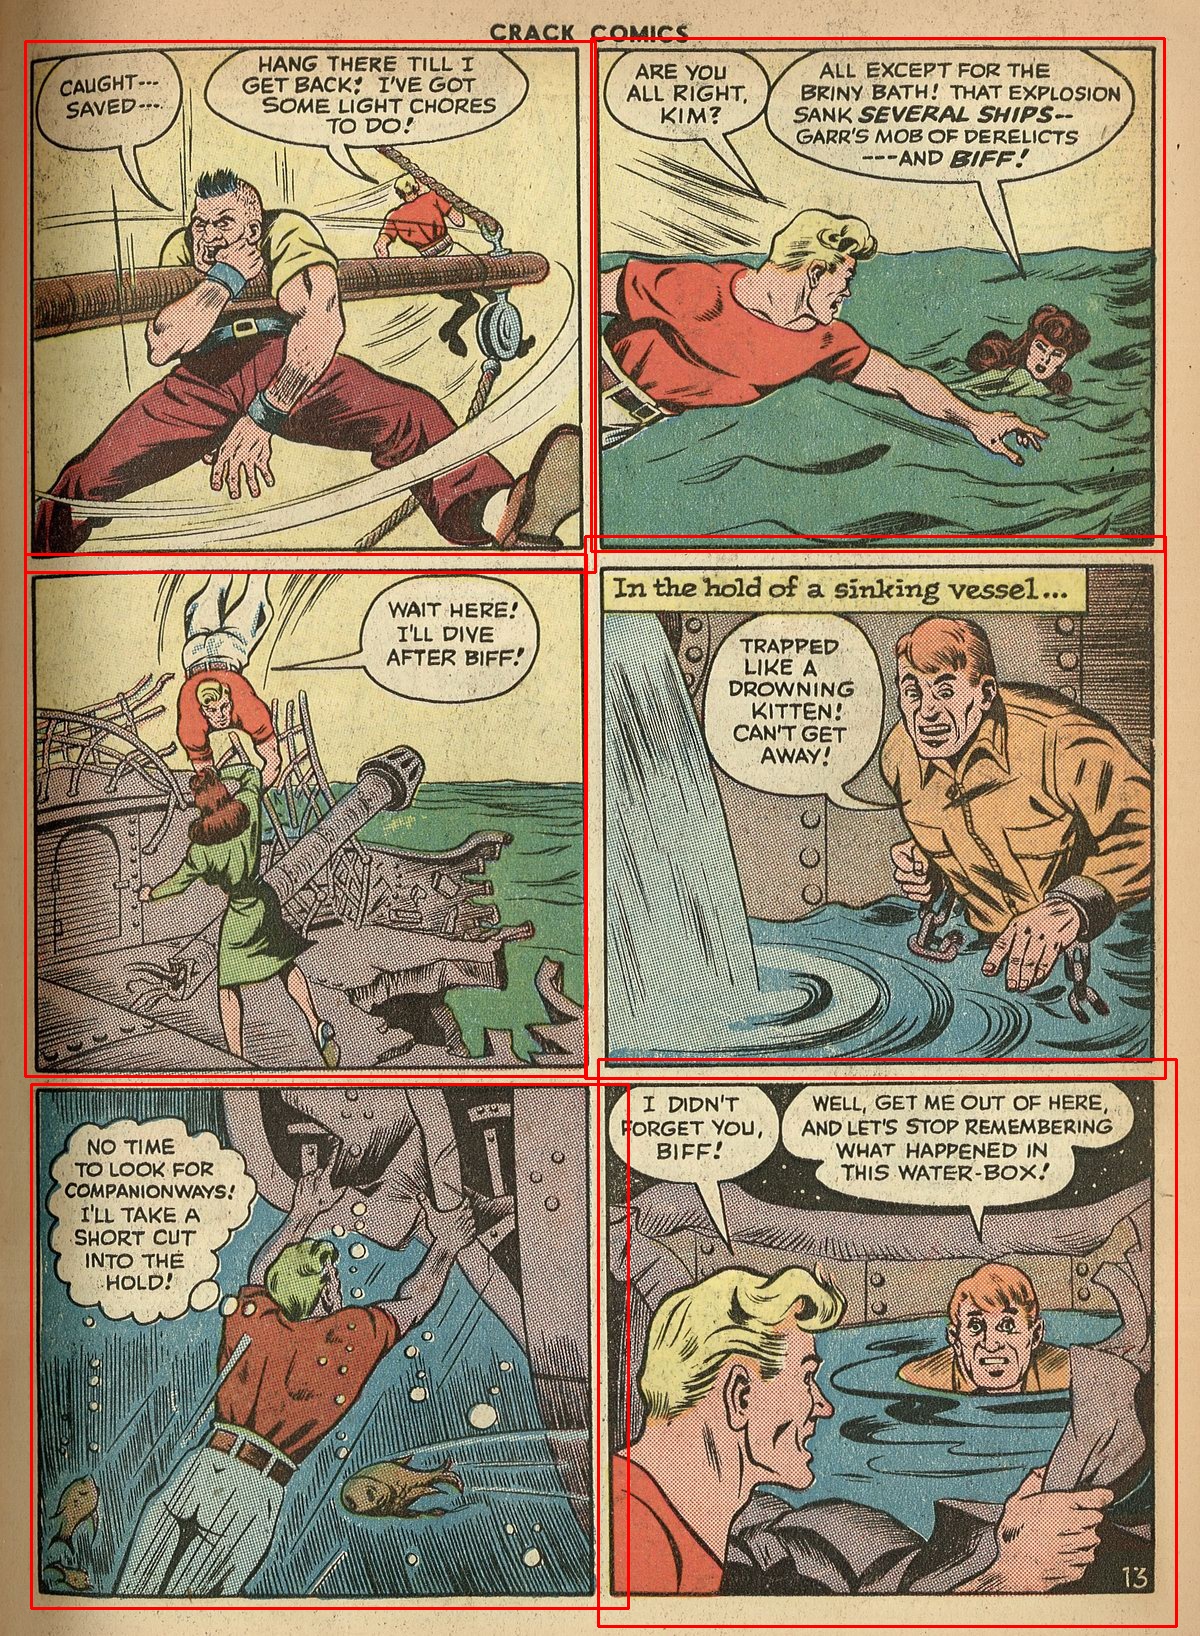 CRACK COMICS
CAUGHT---
SAVED----
HANG THERE TILL I
GET BACK! I'VE GOT
SOME LIGHT CHORES
TO DO!
ARE YOU
ALL RIGHT,
KIM?
ALL EXCEPT FOR THE
BRINY BATH! THAT EXPLOSION
SANK SEVERAL SHIPS--
GARR'S MOB OF DERELICTS
---AND BIFF!
WAIT HERE!
I'LL DIVE
AFTER BIFF!
In the hold of a sinking vessel...
TRAPPED
LIKE A
DROWNING
KITTEN!
CAN'T GET
AWAY!
NO TIME
TO LOOK FOR
COMPANIONWAYS!
I'LL TAKE A
SHORT CUT
INTO THE
HOLD!
I DIDN'T
FORGET YOU,
BIFF!
WELL, GET ME OUT OF HERE,
AND LET'S STOP REMEMBERING
WHAT HAPPENED IN
THIS WATER-BOX!
13